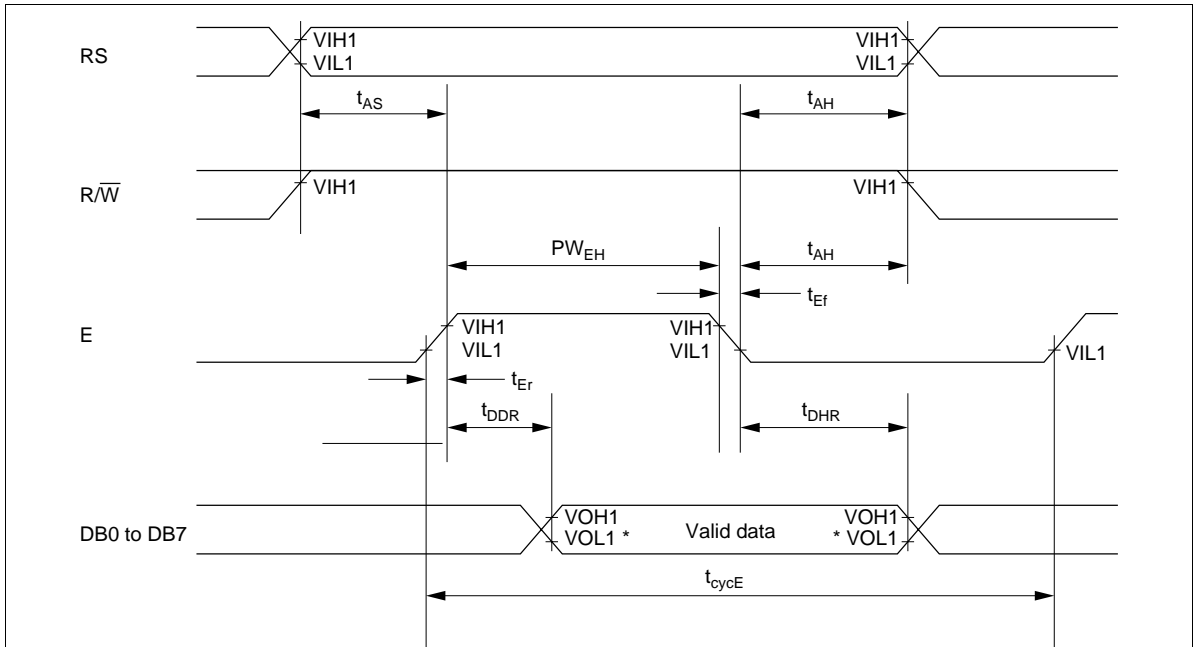 RS
VIH1
VIL1
VIH1
VIL1
tAS
tAH
R/W̅
VIH1
VIH1
PWEH
tAH
tEf
E
VIH1
VIL1
VIH1
VIL1
VIL1
tEr
tDDR
tDHR
DB0 to DB7
VOH1
VOL1 *
Valid data
VOH1
* VOL1
tcycE